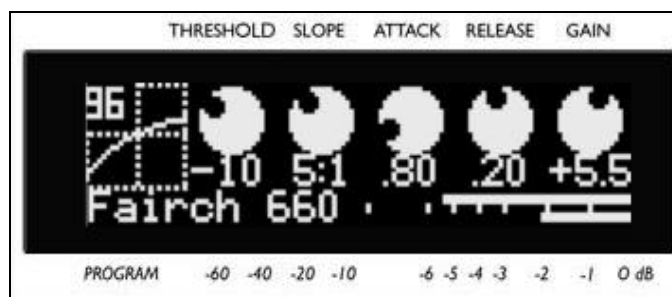 THRESHOLD SLOPE ATTACK RELEASE GAIN
96
-10 5:1 .80 .20 +5.5
Fairch 660
PROGRAM -60 -40 -20 -10 -6 -5 -4 -3 -2 -1 0 dB